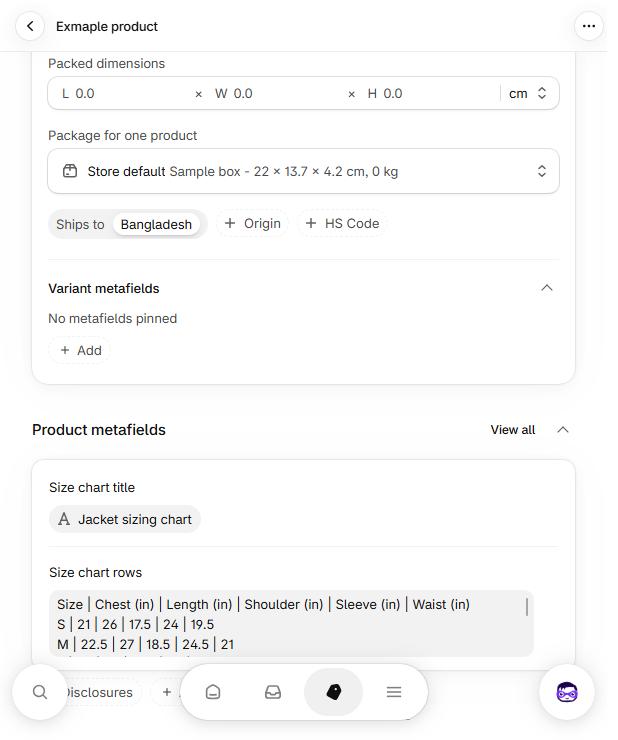 Exmaple product
Packed dimensions
L 0.0 × W 0.0 × H 0.0 cm
Package for one product
Store default Sample box - 22 × 13.7 × 4.2 cm, 0 kg
Ships to Bangladesh + Origin + HS Code
Variant metafields
No metafields pinned
+ Add
Product metafields View all
Size chart title
Jacket sizing chart
Size chart rows
Size | Chest (in) | Length (in) | Shoulder (in) | Sleeve (in) | Waist (in)
S | 21 | 26 | 17.5 | 24 | 19.5
M | 22.5 | 27 | 18.5 | 24.5 | 21
Disclosures +